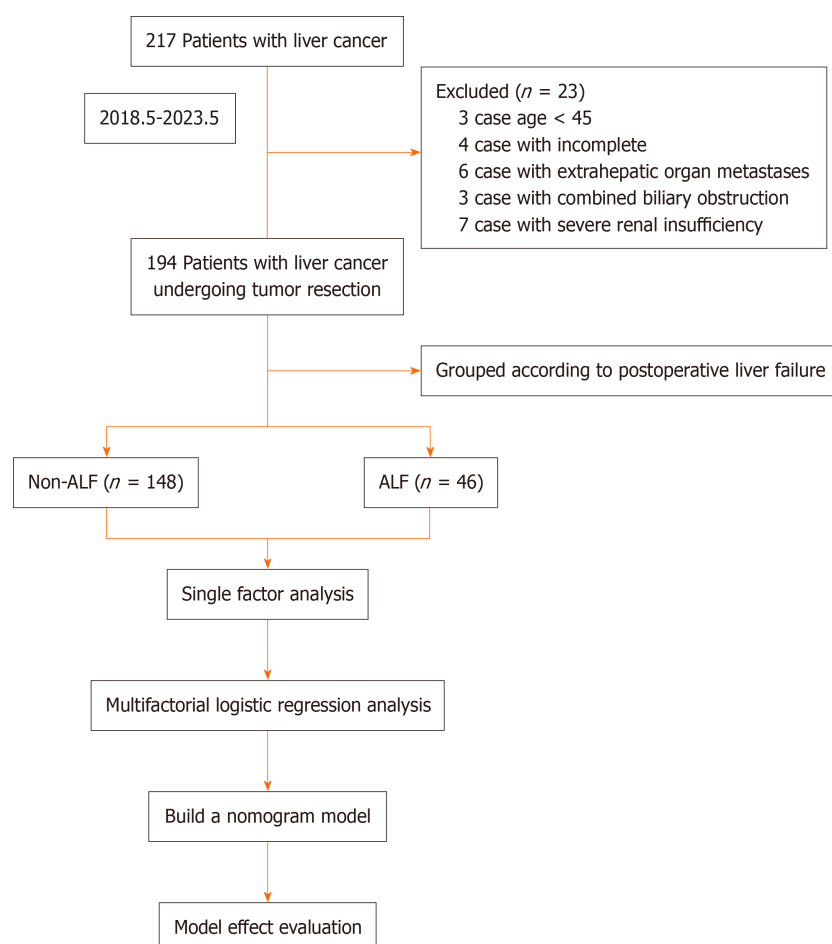 217 Patients with liver cancer
2018.5-2023.5
Excluded (n = 23)
3 case age < 45
4 case with incomplete
6 case with extrahepatic organ metastases
3 case with combined biliary obstruction
7 case with severe renal insufficiency
194 Patients with liver cancer
undergoing tumor resection
Grouped according to postoperative liver failure
Non-ALF (n = 148)
ALF (n = 46)
Single factor analysis
Multifactorial logistic regression analysis
Build a nomogram model
Model effect evaluation